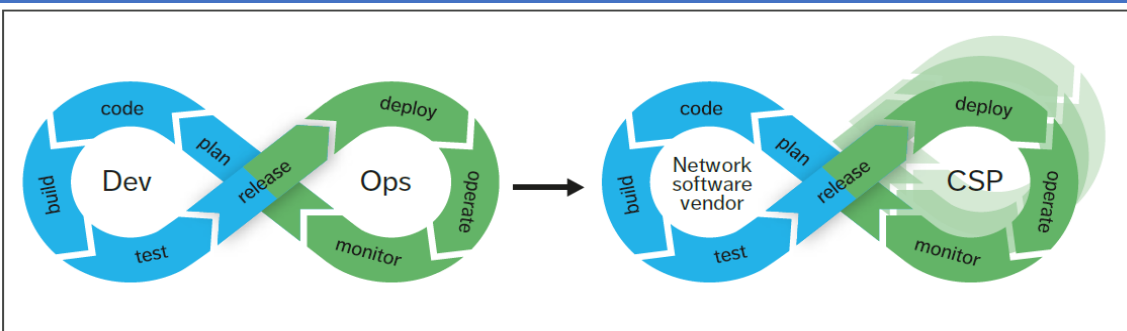 code
plan
build
Dev
test
release
deploy
Ops
operate
monitor
code
plan
build
Network
software
vendor
test
release
deploy
CSP
operate
monitor